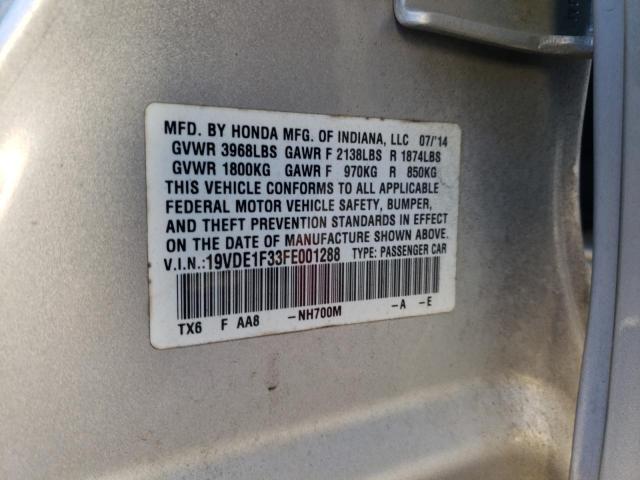 MFD. BY HONDA MFG. OF INDIANA, LLC 07/'14
GVWR 3968LBS GAWR F 2138LBS R 1874LBS
GVWR 1800KG GAWR F 970KG R 850KG
THIS VEHICLE CONFORMS TO ALL APPLICABLE
FEDERAL MOTOR VEHICLE SAFETY, BUMPER,
AND THEFT PREVENTION STANDARDS IN EFFECT
ON THE DATE OF MANUFACTURE SHOWN ABOVE.
V.I.N.:19VDE1F33FE001288 TYPE: PASSENGER CAR
TX6 F AA8 -NH700M -A -E